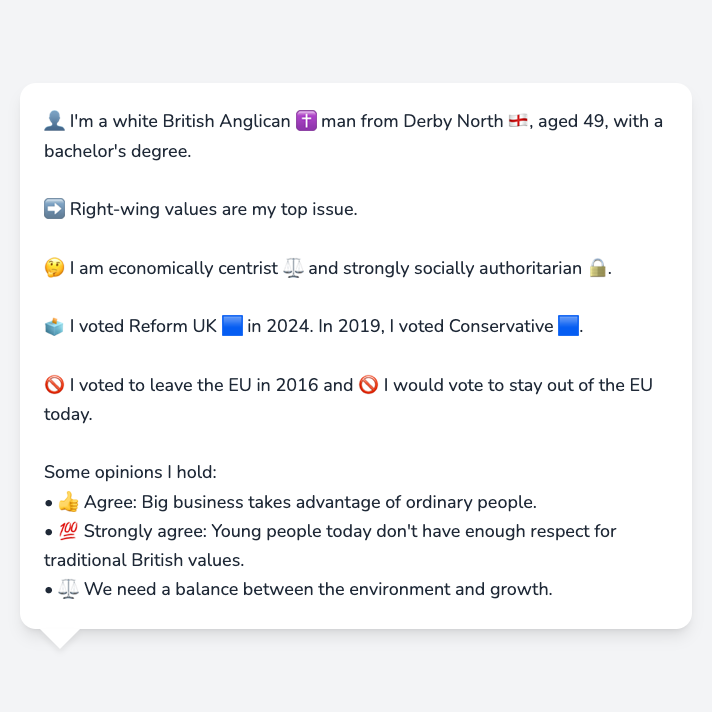 👤 I'm a white British Anglican ✝️ man from Derby North 🏴󠁧󠁢󠁥󠁮󠁧󠁿, aged 49, with a
bachelor's degree.
➡️ Right-wing values are my top issue.
🤔 I am economically centrist ⚖️ and strongly socially authoritarian 🔒.
🗳️ I voted Reform UK 🟦 in 2024. In 2019, I voted Conservative 🟦.
🚫 I voted to leave the EU in 2016 and 🚫 I would vote to stay out of the EU
today.
Some opinions I hold:
• 👍 Agree: Big business takes advantage of ordinary people.
• 💯 Strongly agree: Young people today don't have enough respect for
traditional British values.
• ⚖️ We need a balance between the environment and growth.